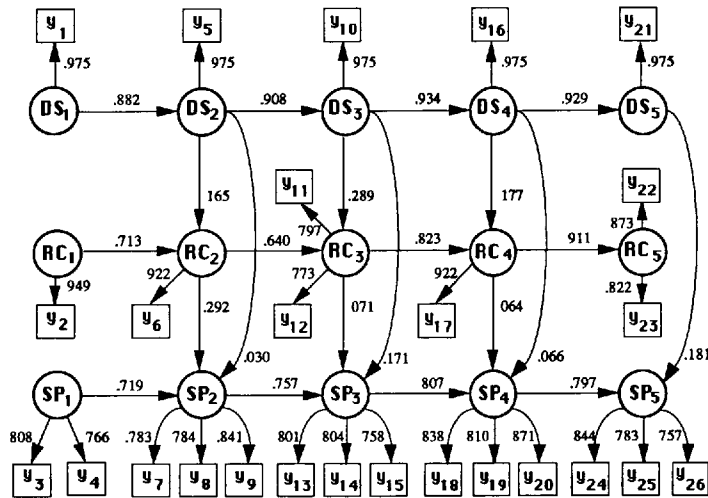 y1 y5 y10 y16 y21
.975 975 975 .975 .975
DS1 .882 DS2 .908 DS3 .934 DS4 .929 DS5
165 y11 .289 177 y22
797 873
RC1 .713 RC2 .640 RC3 .823 RC4 911 RC5
949 922 773 922 .822
y2 y6 .292 y12 071 y17 064 y23
.030 .171 .066 .181
SP1 .719 SP2 .757 SP3 807 SP4 .797 SP5
808 766 .783 784 .841 801 804 758 838 810 871 844 783 757
y3 y4 y7 y8 y9 y13 y14 y15 y18 y19 y20 y24 y25 y26